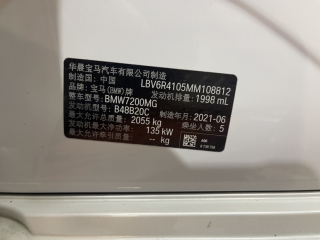 华晨宝马汽车有限公司制造
制造国: 中国 LBV6R4105MM108812
品牌: 宝马(BMW)牌 发动机排量: 1998 mL
整车型号: BMW7200MG
发动机型号: B48B20C 制造年月: 2021-06
最大允许总质量: 2055 kg 乘坐人数: 5
发动机最大净功率: 135 kW
最大允许牵引质量: -- kg